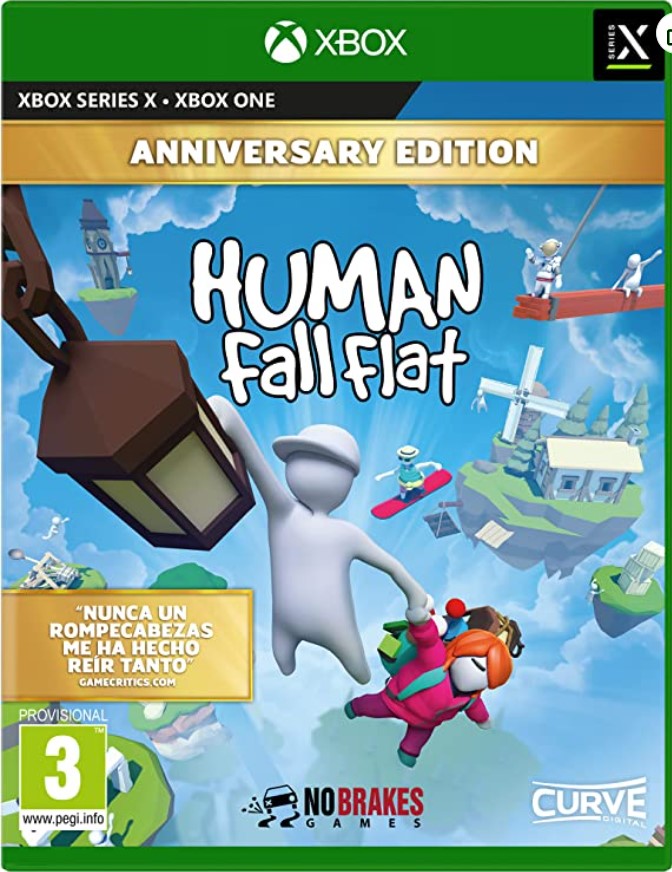 XBOX
SERIES X
XBOX SERIES X • XBOX ONE
ANNIVERSARY EDITION
HUMAN
fall flat
“NUNCA UN
ROMPECABEZAS
ME HA HECHO
REÍR TANTO”
GAMECRITICS.COM
PROVISIONAL
3
TM
www.pegi.info
NO BRAKES
GAMES
CURVE
DIGITAL